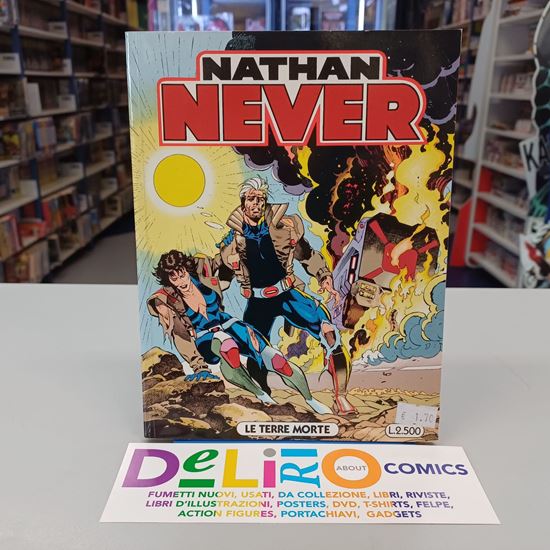 NATHAN
NEVER
LE TERRE MORTE
€ 1.70
L.2.500
DELiRiO ABOUT COMICS
FUMETTI NUOVI, USATI, DA COLLEZIONE, LIBRI, RIVISTE,
LIBRI D'ILLUSTRAZIONI, POSTERS, DVD, T-SHIRTS, FELPE,
ACTION FIGURES, PORTACHIAVI, GADGETS